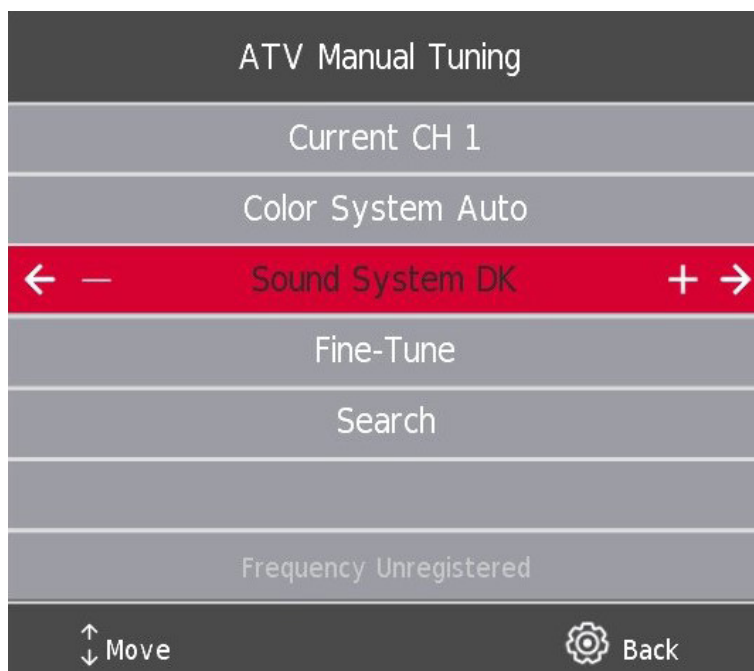 ATV Manual Tuning
Current CH 1
Color System Auto
← — Sound System DK + →
Fine-Tune
Search
Frequency Unregistered
Move Back